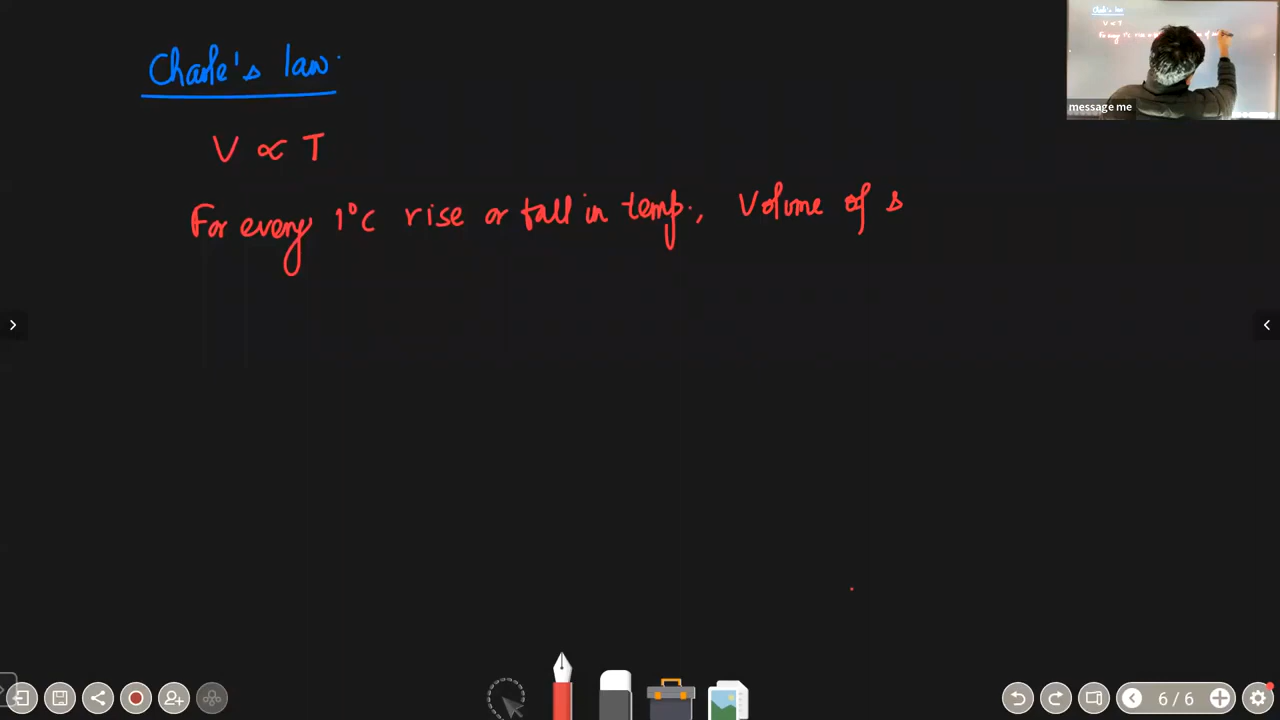 Charle's law.
V ∝ T
For every 1°C rise or fall in temp., Volume of s
message me
6/6